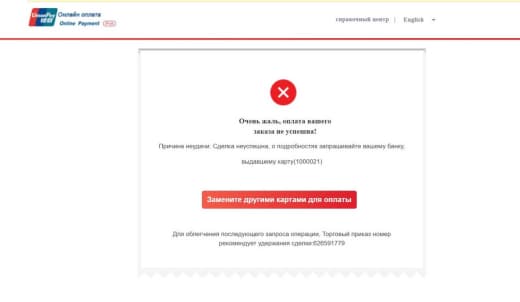 UnionPay
银联
Онлайн оплата
Online Payment
справочный центр | English
Очень жаль, оплата вашего
заказа не успешна!
Причина неудачи: Сделка неуспешна, о подробностях запрашивайте вашему банку,
выдавшему карту(1000021)
Замените другими картами для оплаты
Для облегчения последующего запроса операции, Торговый приказ номер
рекомендует удержания сделки:626591779